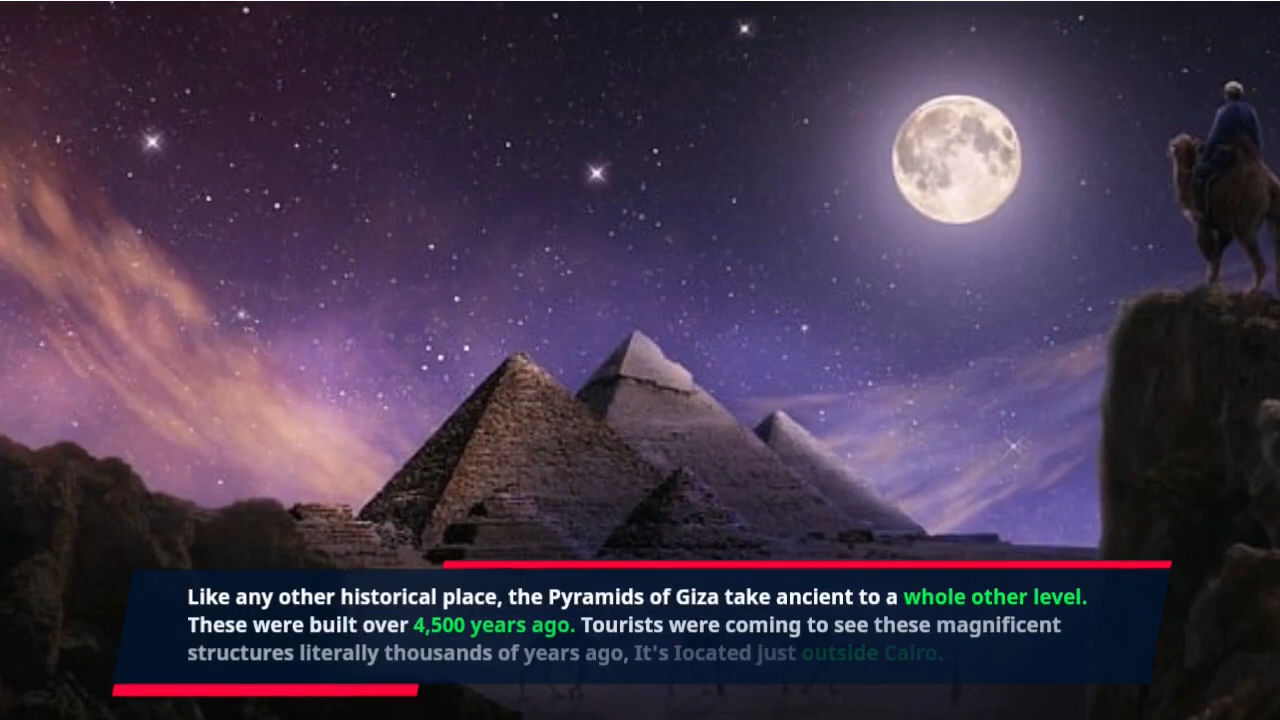 Like any other historical place, the Pyramids of Giza take ancient to a whole other level.
These were built over 4,500 years ago. Tourists were coming to see these magnificent
structures literally thousands of years ago, It's Iocated just outside Cairo.